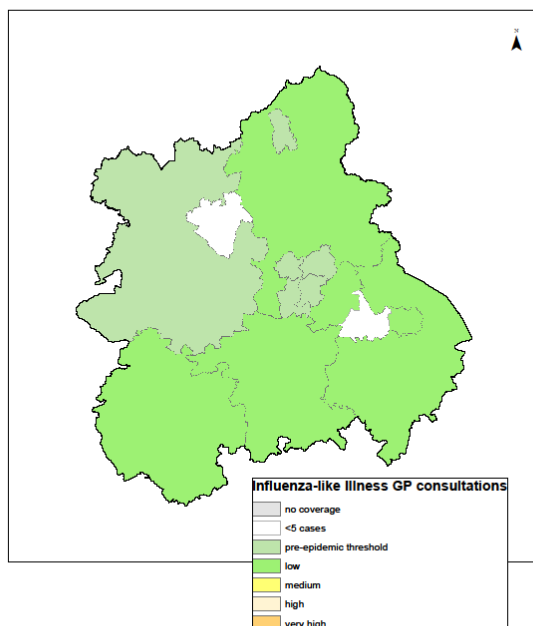 N
Influenza-like Illness GP consultations
no coverage
<5 cases
pre-epidemic threshold
low
medium
high
very high